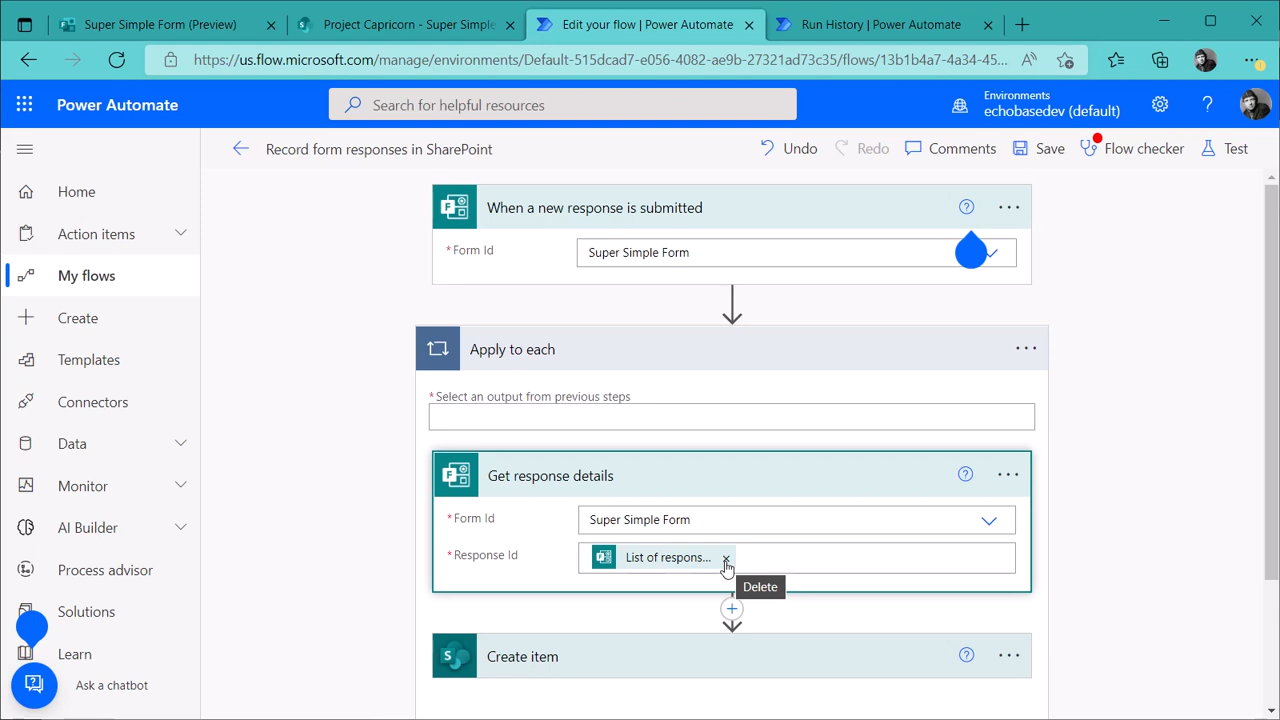 Super Simple Form (Preview)
Project Capricorn - Super Simple
Edit your flow | Power Automate
Run History | Power Automate
https://us.flow.microsoft.com/manage/environments/Default-515dcad7-e056-4082-ae9b-27321ad73c35/flows/13b1b4a7-4a34-45...
Power Automate
Search for helpful resources
Environments
echobasedev (default)
Record form responses in SharePoint
Undo
Redo
Comments
Save
Flow checker
Test
Home
Action items
My flows
Create
Templates
Connectors
Data
Monitor
AI Builder
Process advisor
Solutions
Learn
Ask a chatbot
When a new response is submitted
* Form Id
Super Simple Form
Apply to each
* Select an output from previous steps
Get response details
* Form Id
Super Simple Form
* Response Id
List of respons...
Delete
Create item